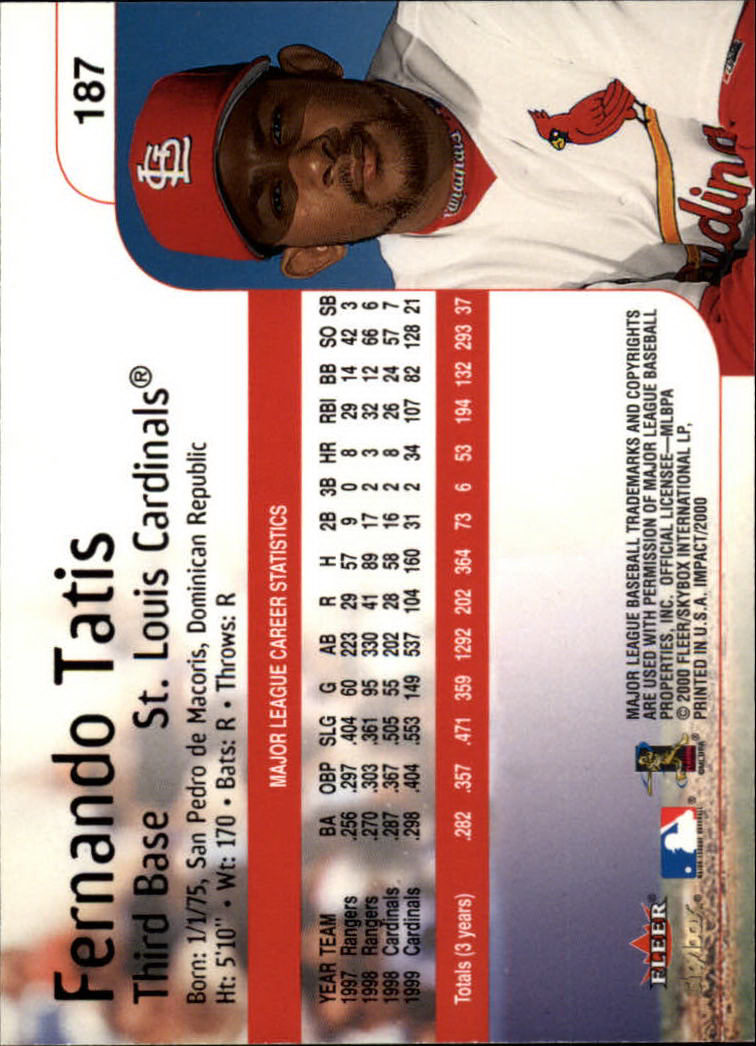 187
Fernando Tatis
Third Base St. Louis Cardinals®
Born: 1/1/75, San Pedro de Macoris, Dominican Republic
Ht: 5'10" • Wt: 170 • Bats: R • Throws: R
MAJOR LEAGUE CAREER STATISTICS
YEAR TEAM BA OBP SLG G AB R H 2B 3B HR RBI BB SO SB
1997 Rangers .256 .297 .404 60 223 29 57 9 0 8 29 14 42 3
1998 Rangers .270 .303 .361 95 330 41 89 17 2 3 32 12 66 6
1998 Cardinals .287 .367 .505 55 202 28 58 16 2 8 26 24 57 7
1999 Cardinals .298 .404 .553 149 537 104 160 31 2 34 107 82 128 21
Totals (3 years) .282 .357 .471 359 1292 202 364 73 6 53 194 132 293 37
FLEER
skybox
MAJOR LEAGUE BASEBALL TRADEMARKS AND COPYRIGHTS
ARE USED WITH PERMISSION OF MAJOR LEAGUE BASEBALL
PROPERTIES, INC. OFFICIAL LICENSEE—MLBPA
© 2000 FLEER/SKYBOX INTERNATIONAL LP,
PRINTED IN U.S.A. IMPACT/2000
©MLBPA
StL
Cardinals
rdina